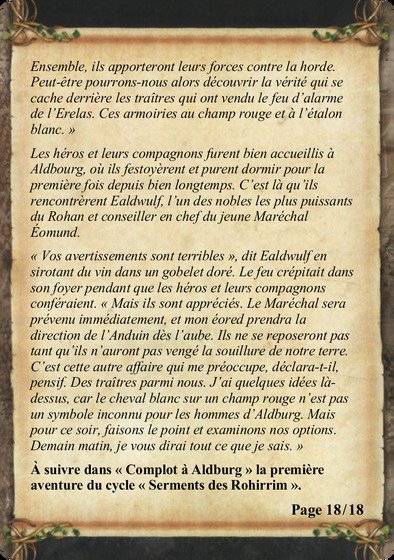 Ensemble, ils apporteront leurs forces contre la horde.
Peut-être pourrons-nous alors découvrir la vérité qui se
cache derrière les traîtres qui ont vendu le feu d’alarme
de l’Erelas. Ces armoiries au champ rouge et à l’étalon
blanc. »
Les héros et leurs compagnons furent bien accueillis à
Aldbourg, où ils festoyèrent et purent dormir pour la
première fois depuis bien longtemps. C’est là qu’ils
rencontrèrent Ealdwulf, l’un des nobles les plus puissants
du Rohan et conseiller en chef du jeune Maréchal
Éomund.
« Vos avertissements sont terribles », dit Ealdwulf en
sirotant du vin dans un gobelet doré. Le feu crépitait dans
son foyer pendant que les héros et leurs compagnons
conféraient. « Mais ils sont appréciés. Le Maréchal sera
prévenu immédiatement, et mon éored prendra la
direction de l’Anduin dès l’aube. Ils ne se reposeront pas
tant qu’ils n’auront pas vengé la souillure de notre terre.
C’est cette autre affaire qui me préoccupe, déclara-t-il,
pensif. Des traîtres parmi nous. J’ai quelques idées là-
dessus, car le cheval blanc sur un champ rouge n’est pas
un symbole inconnu pour les hommes d’Aldburg. Mais
pour ce soir, faisons le point et examinons nos options.
Demain matin, je vous dirai tout ce que je sais. »
À suivre dans « Complot à Aldburg » la première
aventure du cycle « Serments des Rohirrim ».
Page 18/18